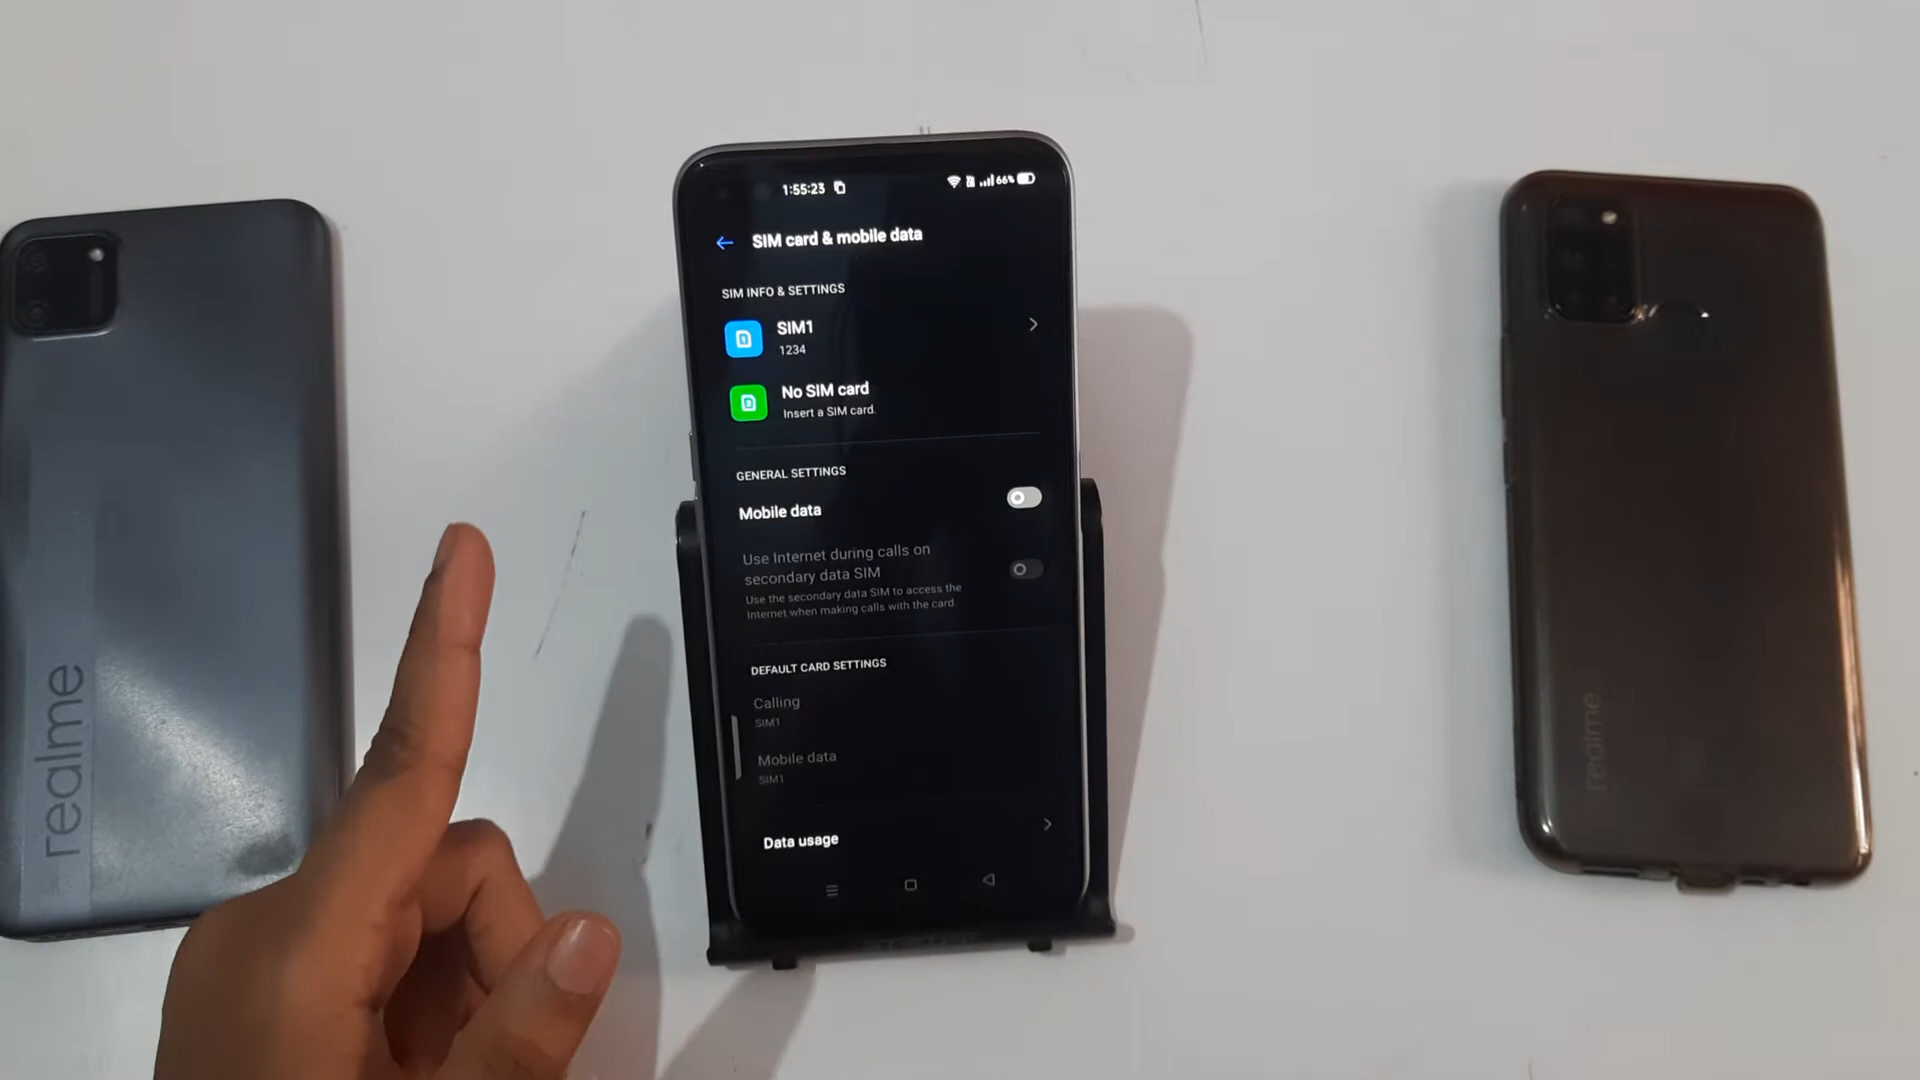 1:55:23
66%
SIM card & mobile data
SIM INFO & SETTINGS
SIM1
1234
No SIM card
Insert a SIM card.
GENERAL SETTINGS
Mobile data
Use Internet during calls on
secondary data SIM
Use the secondary data SIM to access the
Internet when making calls with the card.
DEFAULT CARD SETTINGS
Calling
SIM1
Mobile data
SIM1
Data usage
realme
realme